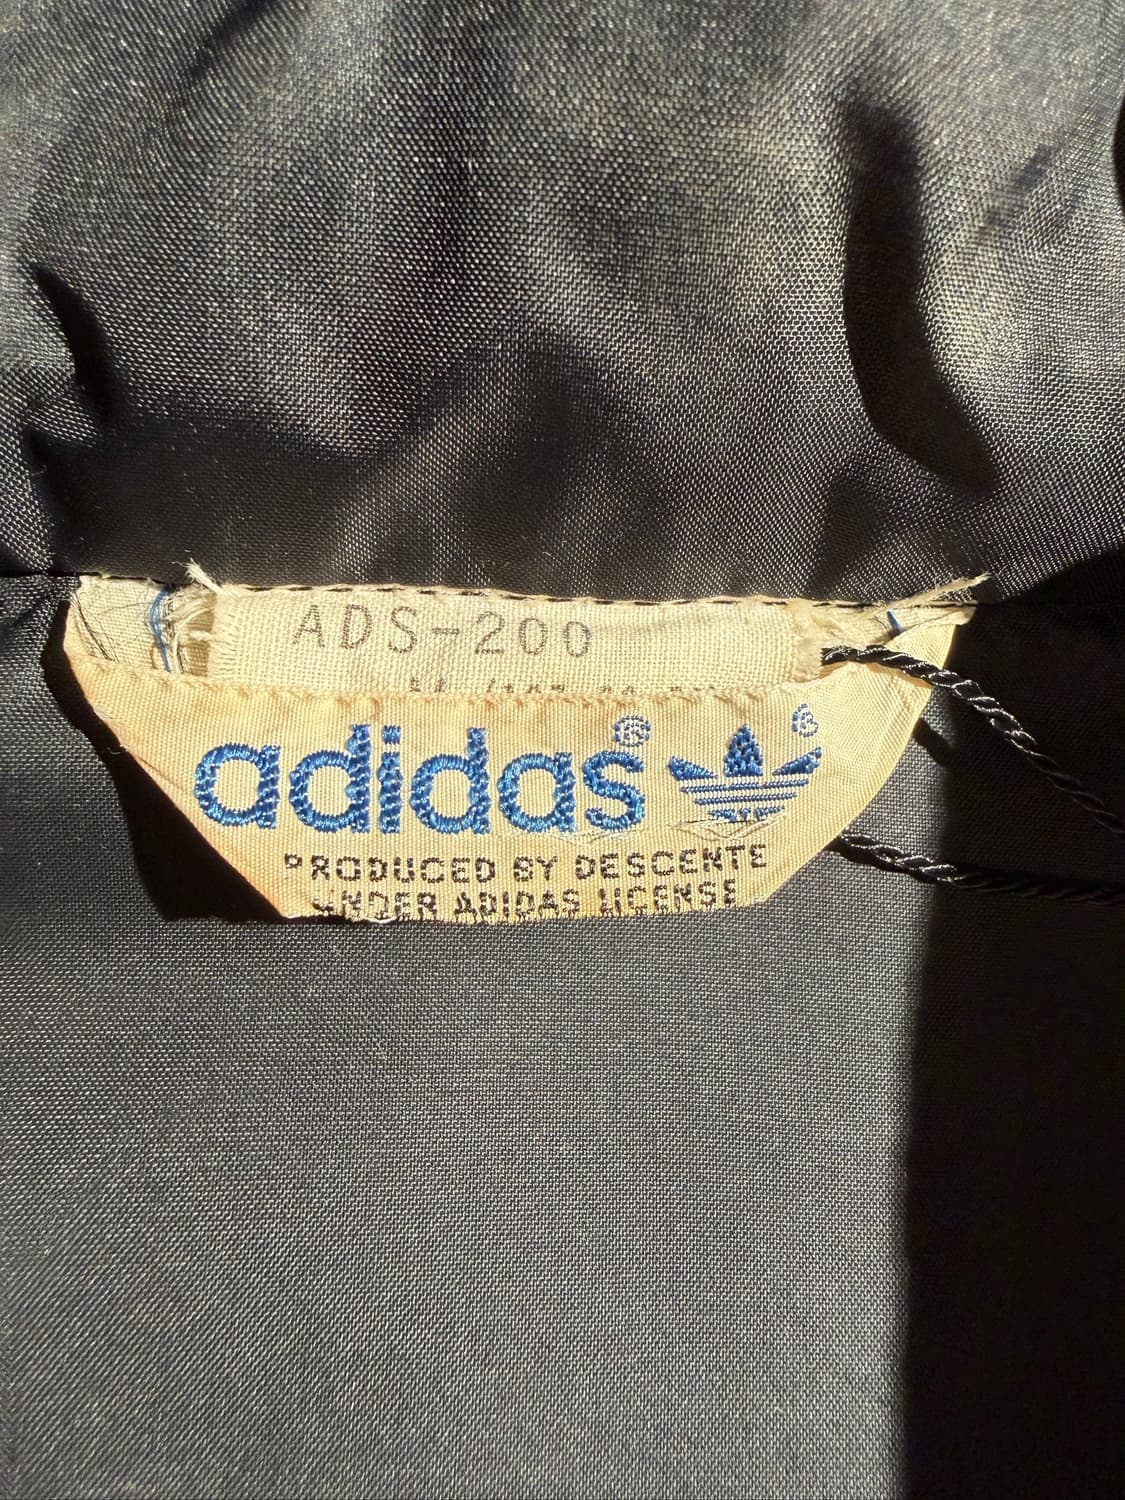 ADS-200
adidas®
®
PRODUCED BY DESCENTE
UNDER ADIDAS LICENSE